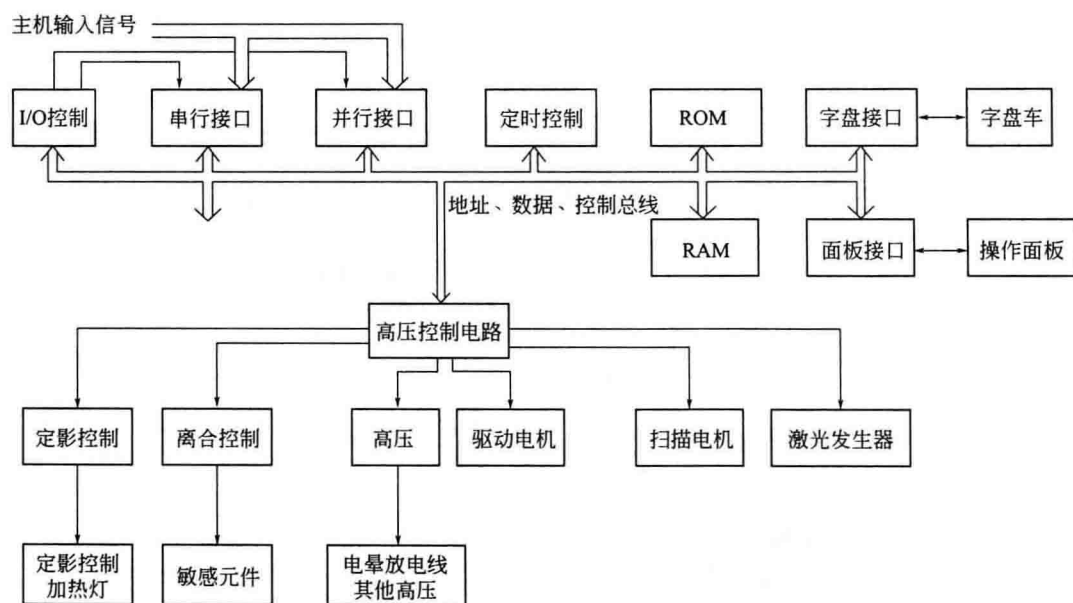 主机输入信号
I/O控制
串行接口
并行接口
定时控制
ROM
字盘接口
字盘车
地址、数据、控制总线
RAM
面板接口
操作面板
高压控制电路
定影控制
离合控制
高压
驱动电机
扫描电机
激光发生器
定影控制
加热灯
敏感元件
电晕放电线
其他高压